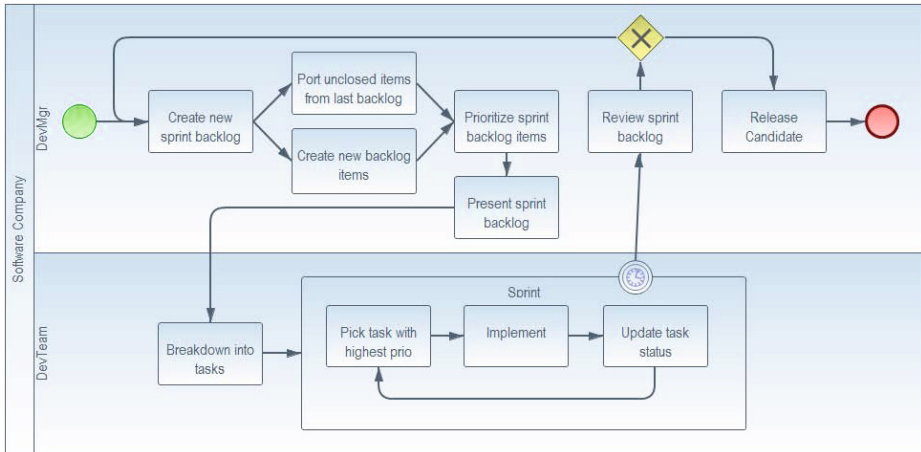 Software Company
DevMgr
Create new
sprint backlog
Port unclosed items
from last backlog
Create new backlog
items
Prioritize sprint
backlog items
Present sprint
backlog
Review sprint
backlog
Release
Candidate
DevTeam
Breakdown into
tasks
Sprint
Pick task with
highest prio
Implement
Update task
status